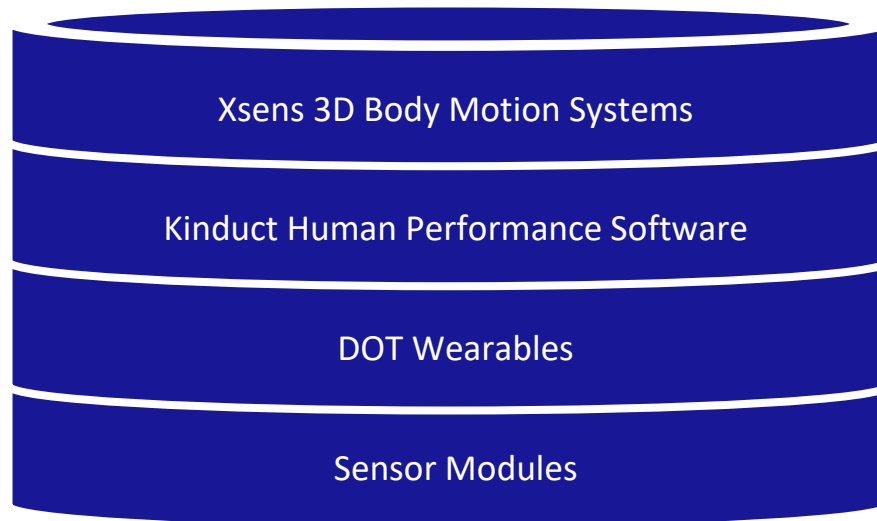 Xsens 3D Body Motion Systems
Kinduct Human Performance Software
DOT Wearables
Sensor Modules